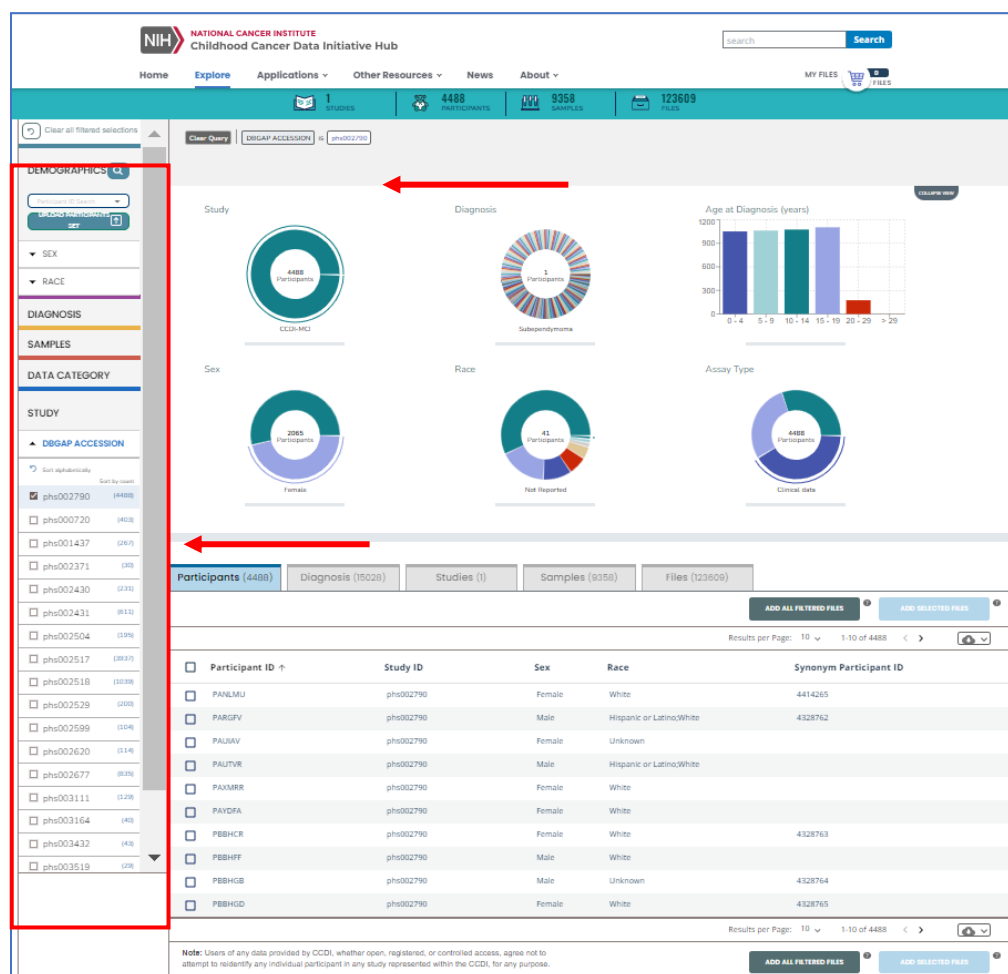 NIH NATIONAL CANCER INSTITUTE
Childhood Cancer Data Initiative Hub
search Search
Home Explore Applications Other Resources News About MY FILES 0 FILES
1 STUDIES 4488 PARTICIPANTS 9358 SAMPLES 123609 FILES
Clear all filtered selections
Clear Query DBGAP ACCESSION IS phs002790
DEMOGRAPHICS
COLLAPSE VIEW
Participant ID Search
UPLOAD PARTICIPANTS SET
SEX
RACE
DIAGNOSIS
SAMPLES
DATA CATEGORY
STUDY
DBGAP ACCESSION
Sort alphabetically
Sort by count
phs002790 (4488)
phs000720 (403)
phs001437 (267)
phs002371 (30)
phs002430 (231)
phs002431 (611)
phs002504 (195)
phs002517 (3937)
phs002518 (1039)
phs002529 (200)
phs002599 (104)
phs002620 (114)
phs002677 (835)
phs003111 (129)
phs003164 (40)
phs003432 (43)
phs003519 (29)
Study
4488
Participants
CCDI-MCI
Diagnosis
1
Participants
Subependymoma
Age at Diagnosis (years)
1200
900
600
300
0
0 - 4 5 - 9 10 - 14 15 - 19 20 - 29 > 29
Sex
2065
Participants
Female
Race
41
Participants
Not Reported
Assay Type
4488
Participants
Clinical data
Participants (4488) Diagnosis (15028) Studies (1) Samples (9358) Files (123609)
ADD ALL FILTERED FILES ADD SELECTED FILES
Results per Page: 10 1-10 of 4488
Participant ID Study ID Sex Race Synonym Participant ID
PANLMU phs002790 Female White 4414265
PARGFV phs002790 Male Hispanic or Latino;White 4328762
PAUIAV phs002790 Female Unknown
PAUTVR phs002790 Male Hispanic or Latino;White
PAXMRR phs002790 Female White
PAYDFA phs002790 Female White
PBBHCR phs002790 Female White 4328763
PBBHFF phs002790 Male White
PBBHGB phs002790 Male Unknown 4328764
PBBHGD phs002790 Female White 4328765
Results per Page: 10 1-10 of 4488
Note: Users of any data provided by CCDI, whether open, registered, or controlled access, agree not to
attempt to reidentify any individual participant in any study represented within the CCDI, for any purpose.
ADD ALL FILTERED FILES ADD SELECTED FILES